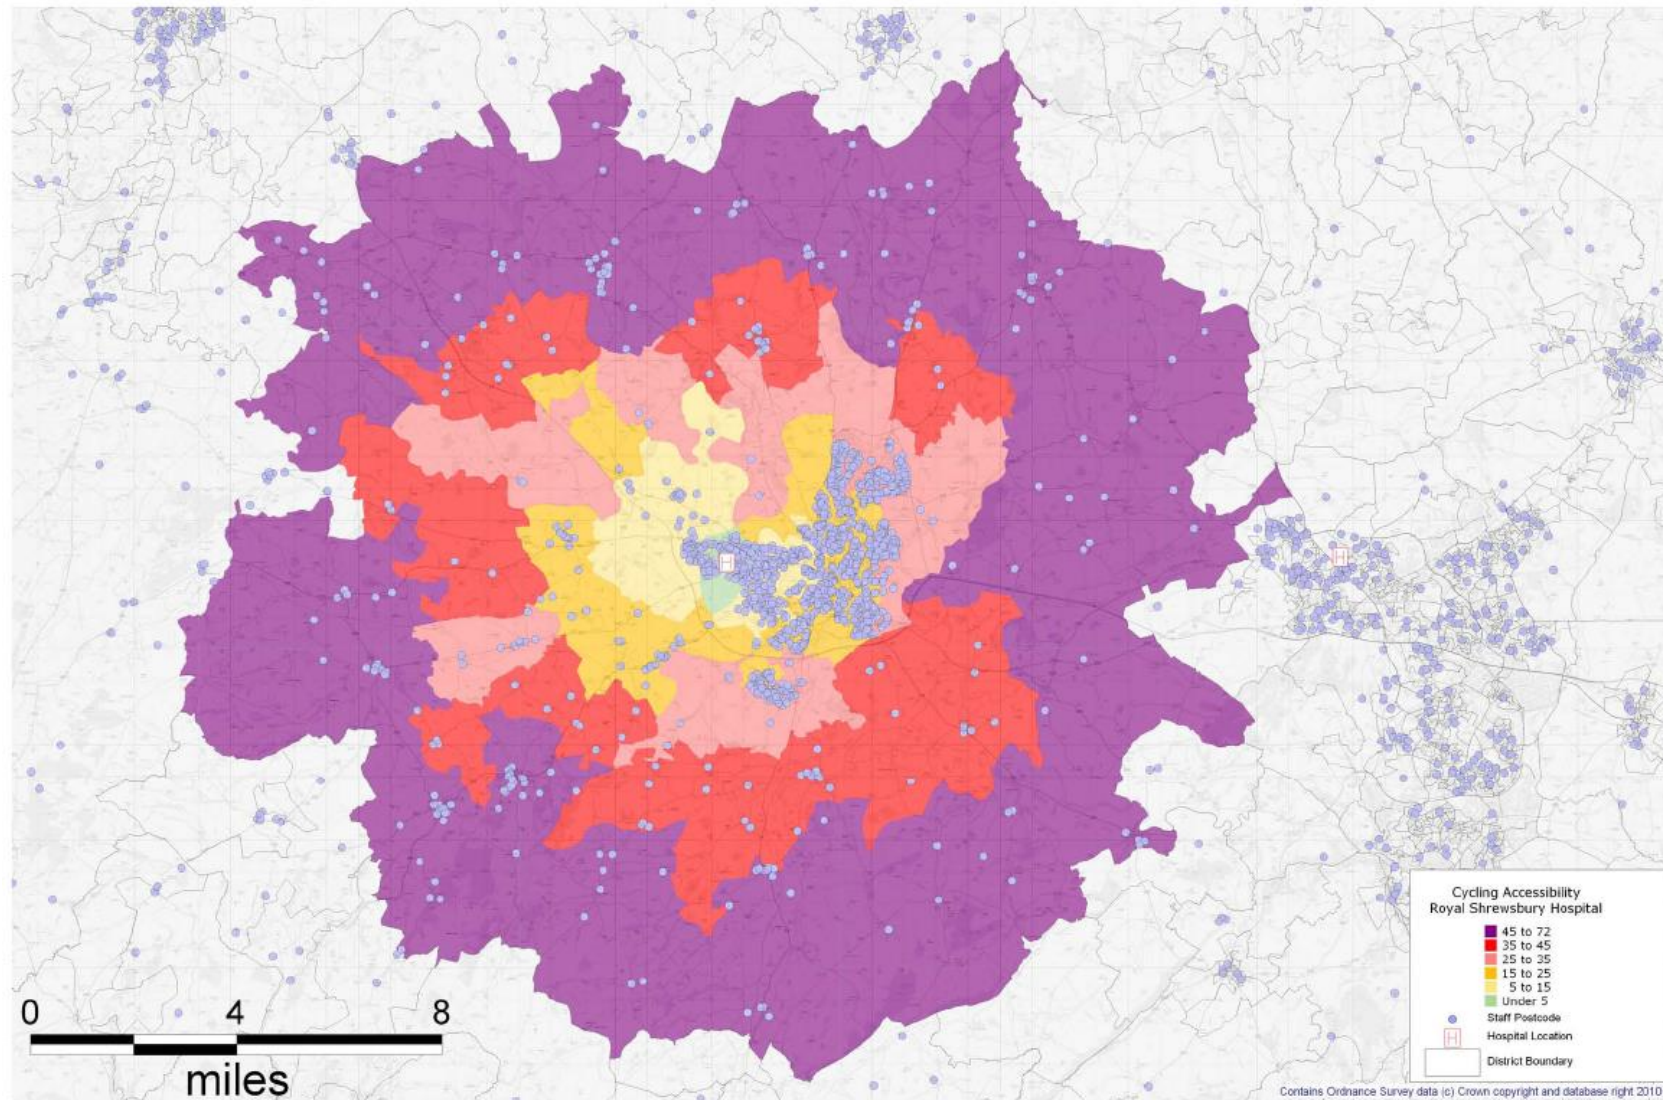 0 4 8
miles
H
H
Cycling Accessibility
Royal Shrewsbury Hospital
45 to 72
35 to 45
25 to 35
15 to 25
5 to 15
Under 5
Staff Postcode
H Hospital Location
District Boundary
Contains Ordnance Survey data (c) Crown copyright and database right 2010